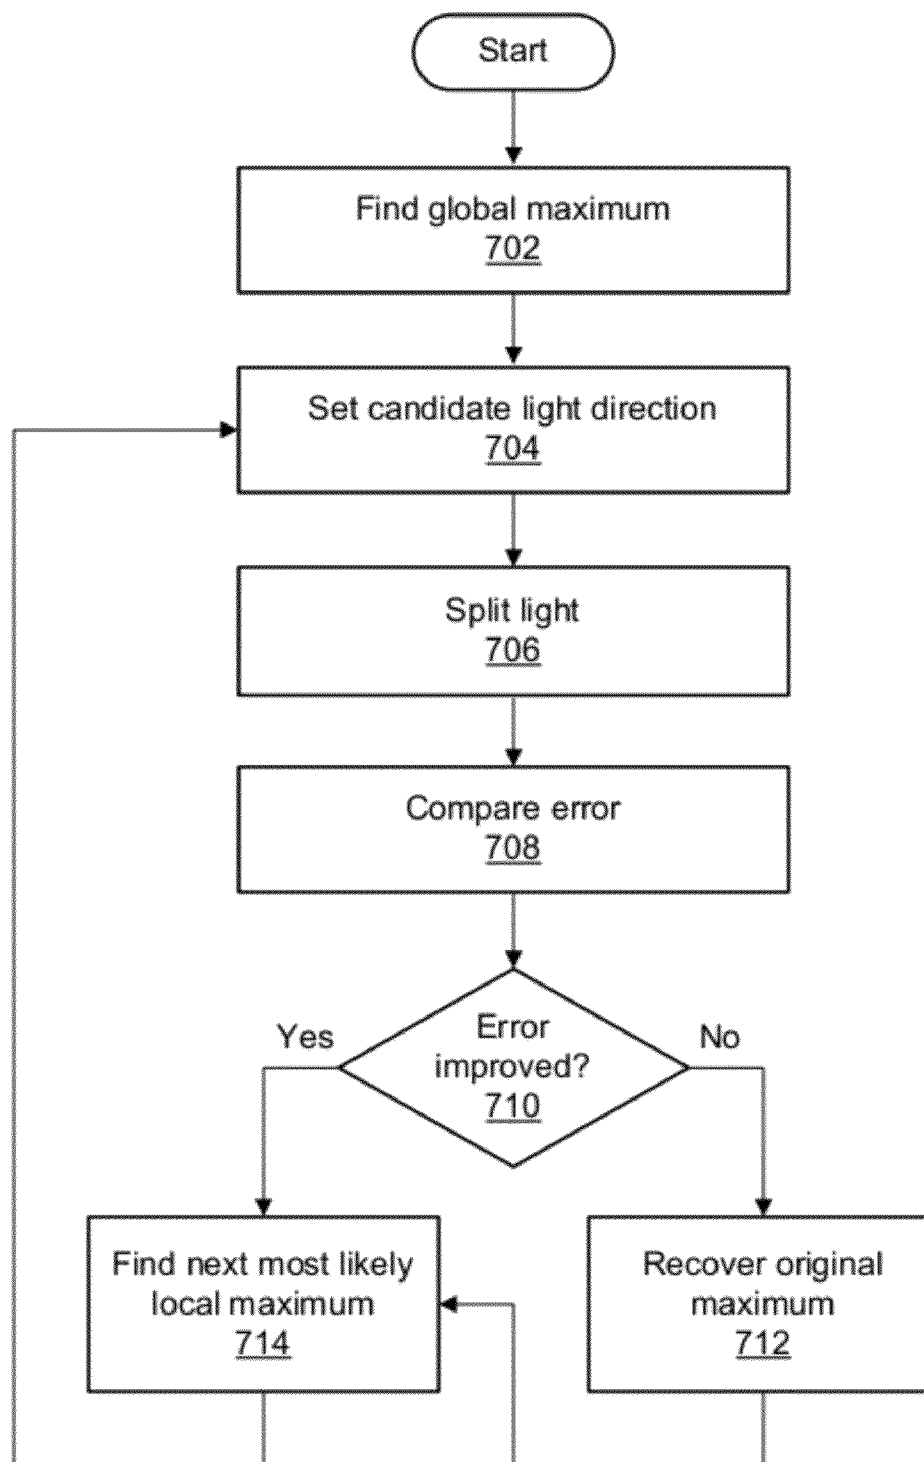 Start
Find global maximum
702
Set candidate light direction
704
Split light
706
Compare error
708
Yes
Error
improved?
710
No
Find next most likely
local maximum
714
Recover original
maximum
712